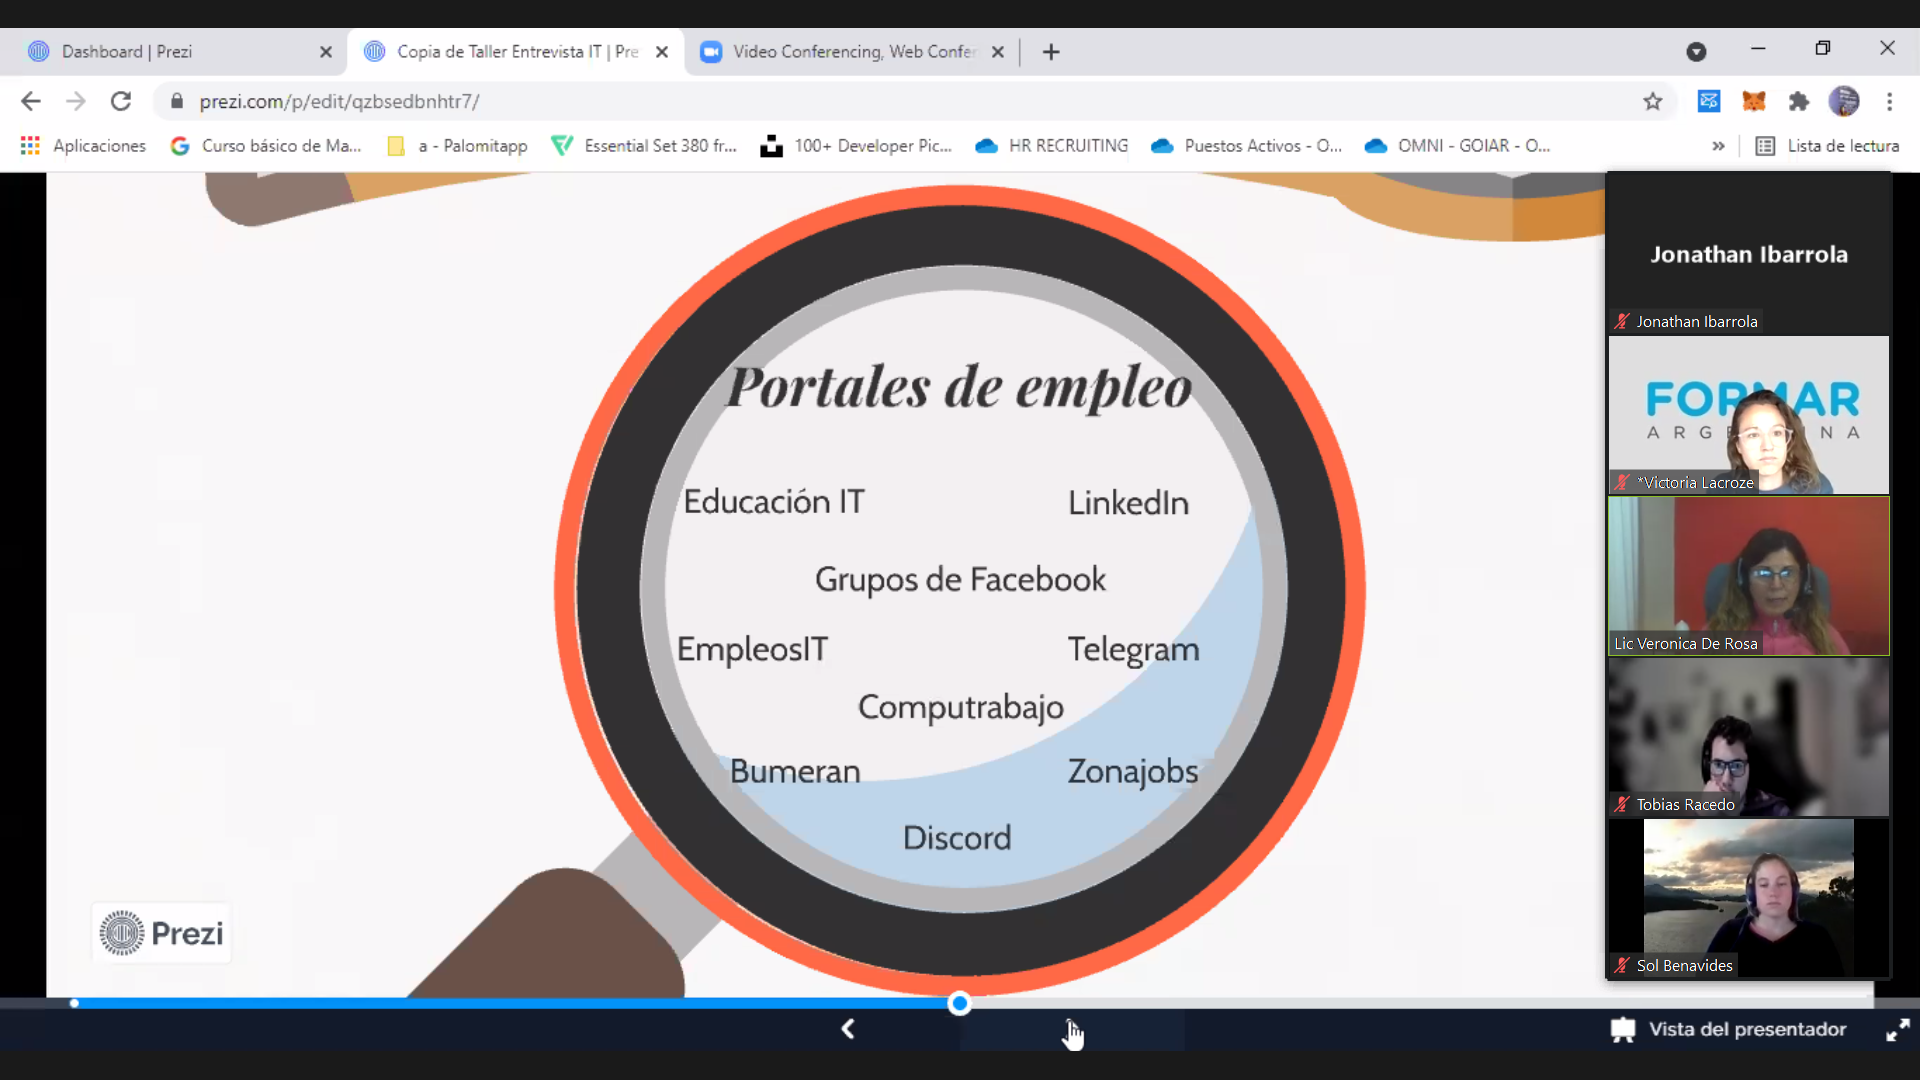 Dashboard | Prezi
Copia de Taller Entrevista IT | Pre
Video Conferencing, Web Confe
prezi.com/p/edit/qzbsedbnhtr7/
Aplicaciones
Curso básico de Ma...
a - Palomitapp
Essential Set 380 fr...
100+ Developer Pic...
HR RECRUITING
Puestos Activos - O...
OMNI - GOIAR - O...
»
Lista de lectura
Portales de empleo
Educación IT
LinkedIn
Grupos de Facebook
EmpleosIT
Telegram
Computrabajo
Bumeran
Zonajobs
Discord
Prezi
Jonathan Ibarrola
Jonathan Ibarrola
*Victoria Lacroze
Lic Veronica De Rosa
Tobias Racedo
Sol Benavides
Vista del presentador